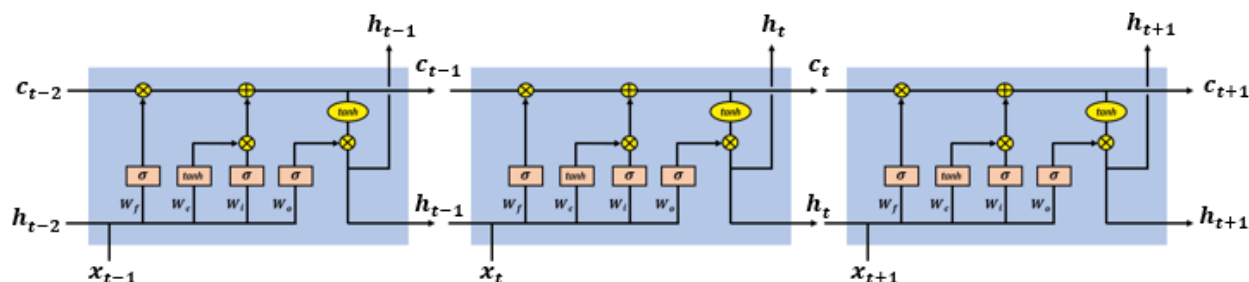 h_{t-1} h_t h_{t+1}
c_{t-2} c_{t-1} c_t c_{t+1}
tanh tanh tanh
σ tanh σ σ σ tanh σ σ σ tanh σ σ
W_f W_c W_i W_o W_f W_c W_i W_o W_f W_c W_i W_o
h_{t-2} h_{t-1} h_t h_{t+1}
x_{t-1} x_t x_{t+1}